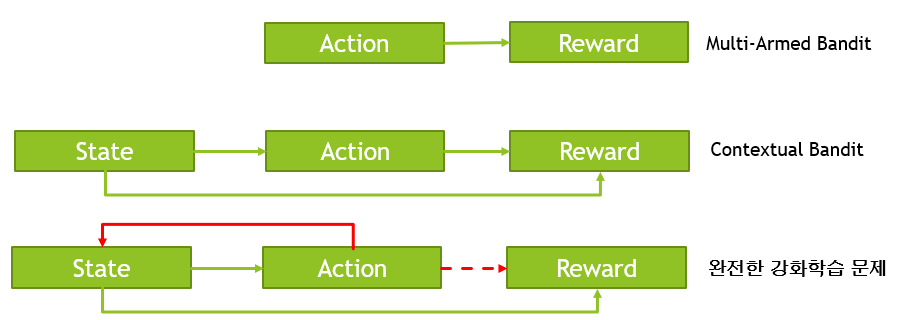 Action Reward Multi-Armed Bandit
State Action Reward Contextual Bandit
State Action Reward 완전한 강화학습 문제